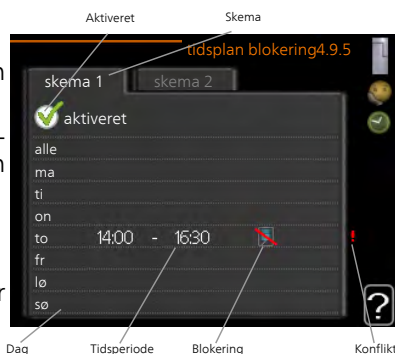 Aktiveret
Skema
tidsplan blokering4.9.5
skema 1
skema 2
aktiveret
alle
ma
ti
on
to 14:00 - 16:30 !
fr
lø
sø
?
Dag
Tidsperiode
Blokering
Konflikt